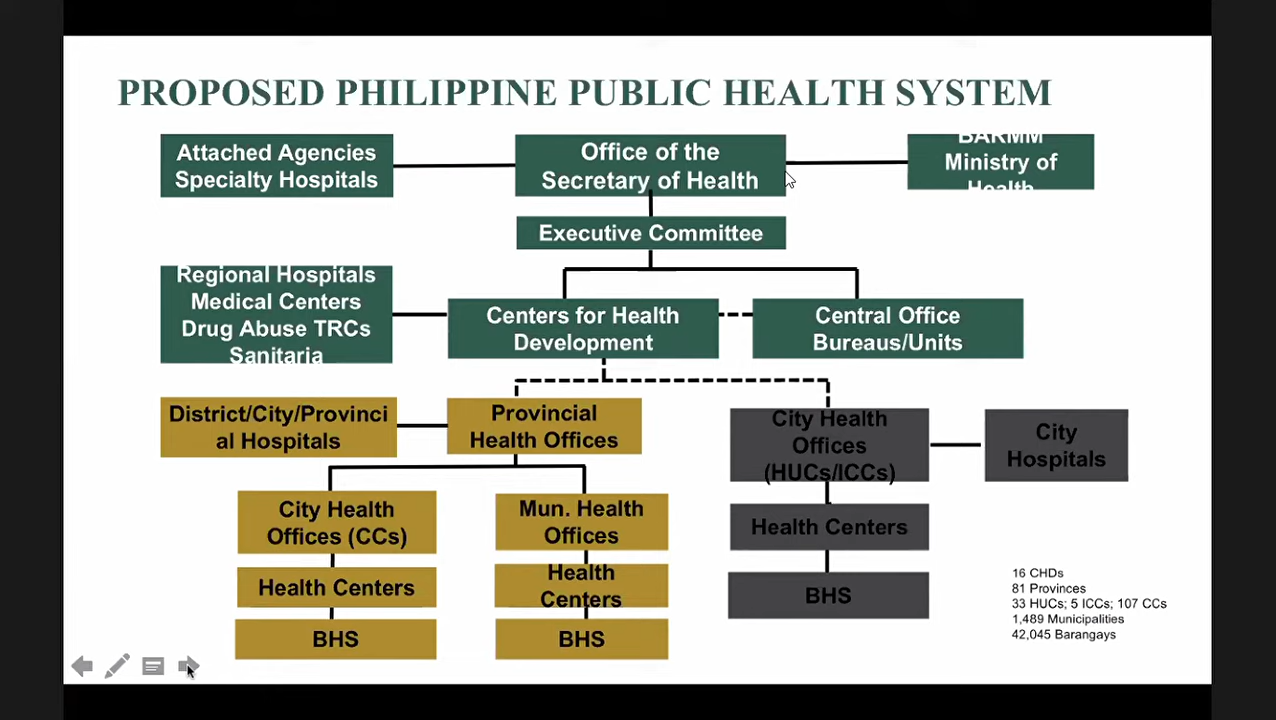 PROPOSED PHILIPPINE PUBLIC HEALTH SYSTEM
Attached Agencies
Specialty Hospitals
Office of the
Secretary of Health
BARMM
Ministry of
Health
Executive Committee
Regional Hospitals
Medical Centers
Drug Abuse TRCs
Sanitaria
Centers for Health
Development
Central Office
Bureaus/Units
District/City/Provinci
al Hospitals
Provincial
Health Offices
City Health
Offices
(HUCs/ICCs)
City
Hospitals
City Health
Offices (CCs)
Mun. Health
Offices
Health Centers
Health Centers
Health
Centers
BHS
BHS
BHS
16 CHDs
81 Provinces
33 HUCs; 5 ICCs; 107 CCs
1,489 Municipalities
42,045 Barangays